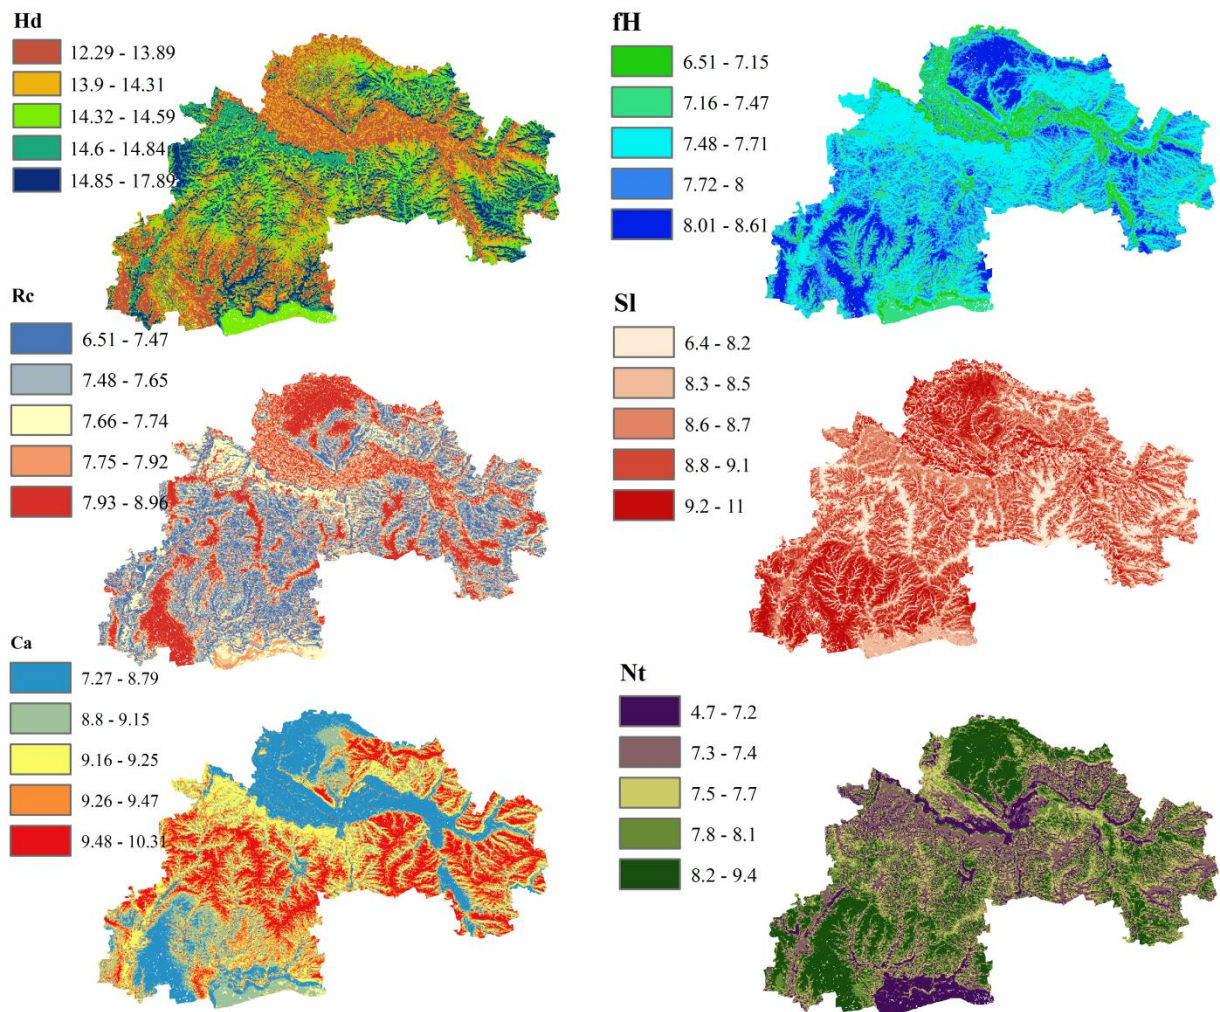 Hd
12.29 - 13.89
13.9 - 14.31
14.32 - 14.59
14.6 - 14.84
14.85 - 17.89
fH
6.51 - 7.15
7.16 - 7.47
7.48 - 7.71
7.72 - 8
8.01 - 8.61
Rc
6.51 - 7.47
7.48 - 7.65
7.66 - 7.74
7.75 - 7.92
7.93 - 8.96
Sl
6.4 - 8.2
8.3 - 8.5
8.6 - 8.7
8.8 - 9.1
9.2 - 11
Ca
7.27 - 8.79
8.8 - 9.15
9.16 - 9.25
9.26 - 9.47
9.48 - 10.31
Nt
4.7 - 7.2
7.3 - 7.4
7.5 - 7.7
7.8 - 8.1
8.2 - 9.4